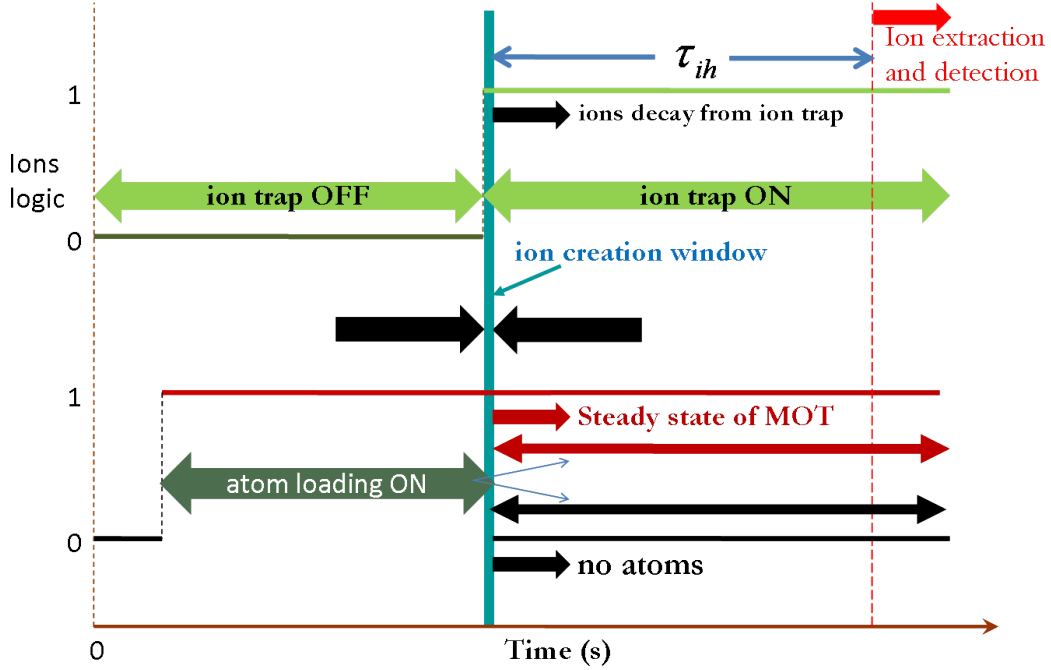 τih
Ion extraction
and detection
1
ions decay from ion trap
Ions
logic
ion trap OFF
ion trap ON
0
ion creation window
1
Steady state of MOT
atom loading ON
0
no atoms
0
Time (s)